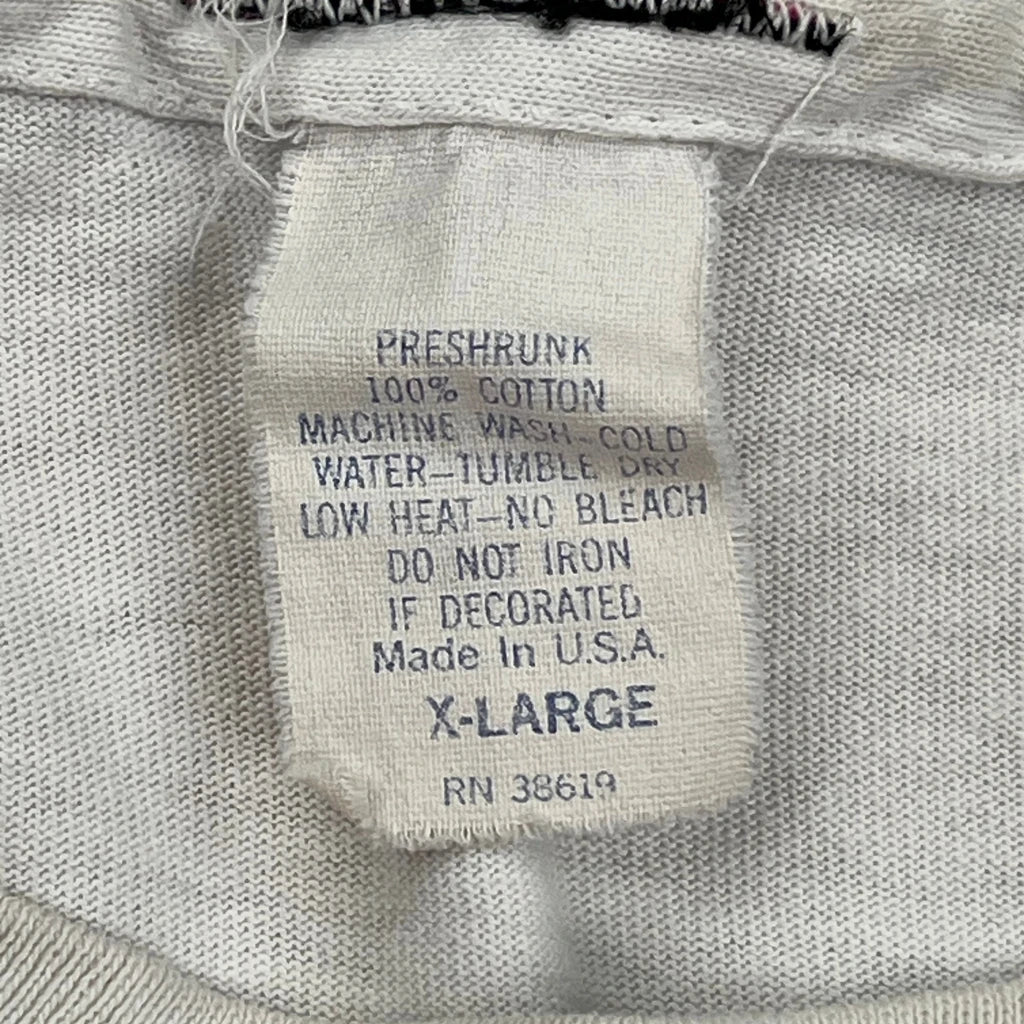 PRESHRUNK
100% COTTON
MACHINE WASH-COLD
WATER-TUMBLE DRY
LOW HEAT-NO BLEACH
DO NOT IRON
IF DECORATED
Made In U.S.A.
X-LARGE
RN 38619